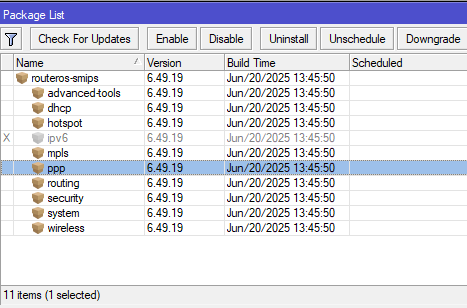 Package List
Check For Updates Enable Disable Uninstall Unschedule Downgrade
Name Version Build Time Scheduled
routeros-smips 6.49.19 Jun/20/2025 13:45:50
advanced-tools 6.49.19 Jun/20/2025 13:45:50
dhcp 6.49.19 Jun/20/2025 13:45:50
hotspot 6.49.19 Jun/20/2025 13:45:50
X ipv6 6.49.19 Jun/20/2025 13:45:50
mpls 6.49.19 Jun/20/2025 13:45:50
ppp 6.49.19 Jun/20/2025 13:45:50
routing 6.49.19 Jun/20/2025 13:45:50
security 6.49.19 Jun/20/2025 13:45:50
system 6.49.19 Jun/20/2025 13:45:50
wireless 6.49.19 Jun/20/2025 13:45:50
11 items (1 selected)